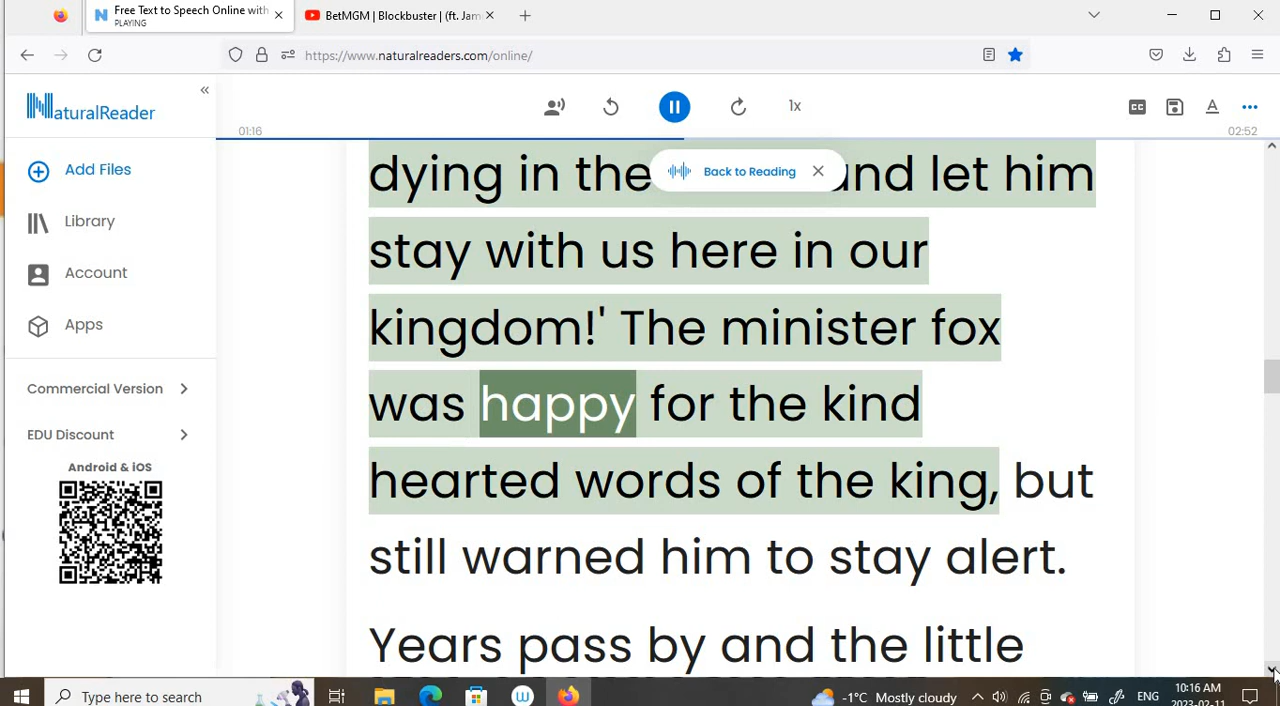 Free Text to Speech Online with
PLAYING
BetMGM | Blockbuster | (ft. Jam
https://www.naturalreaders.com/online/
NaturalReader
01:16
1x
02:52
Back to Reading
Add Files
Library
Account
Apps
Commercial Version
EDU Discount
Android & iOS
dying in the and let him
stay with us here in our
kingdom!' The minister fox
was happy for the kind
hearted words of the king, but
still warned him to stay alert.
Years pass by and the little
Type here to search
W
-1°C Mostly cloudy
ENG
10:16 AM
2023-02-11